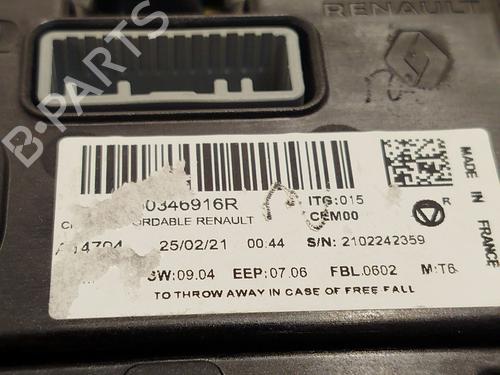 RENAULT
B-PARTS
0346916R
ITG:015
CEM00
RDABLE RENAULT
R
25/02/21 00:44 S/N: 2102242359
SW:09.04 EEP:07.06 FBL.0602 M:T6
TO THROW AWAY IN CASE OF FREE FALL
MADE IN FRANCE